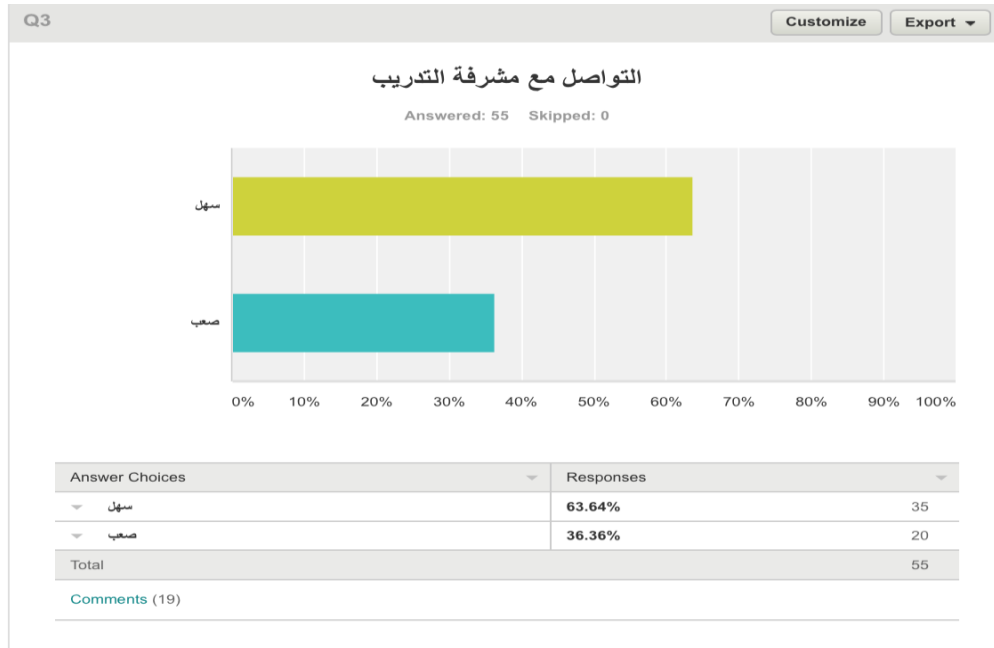 Q3
Customize
Export
التواصل مع مشرفة التدريب
Answered: 55 Skipped: 0
سهل
صعب
0% 10% 20% 30% 40% 50% 60% 70% 80% 90% 100%
Answer Choices Responses
سهل 63.64% 35
صعب 36.36% 20
Total 55
Comments (19)